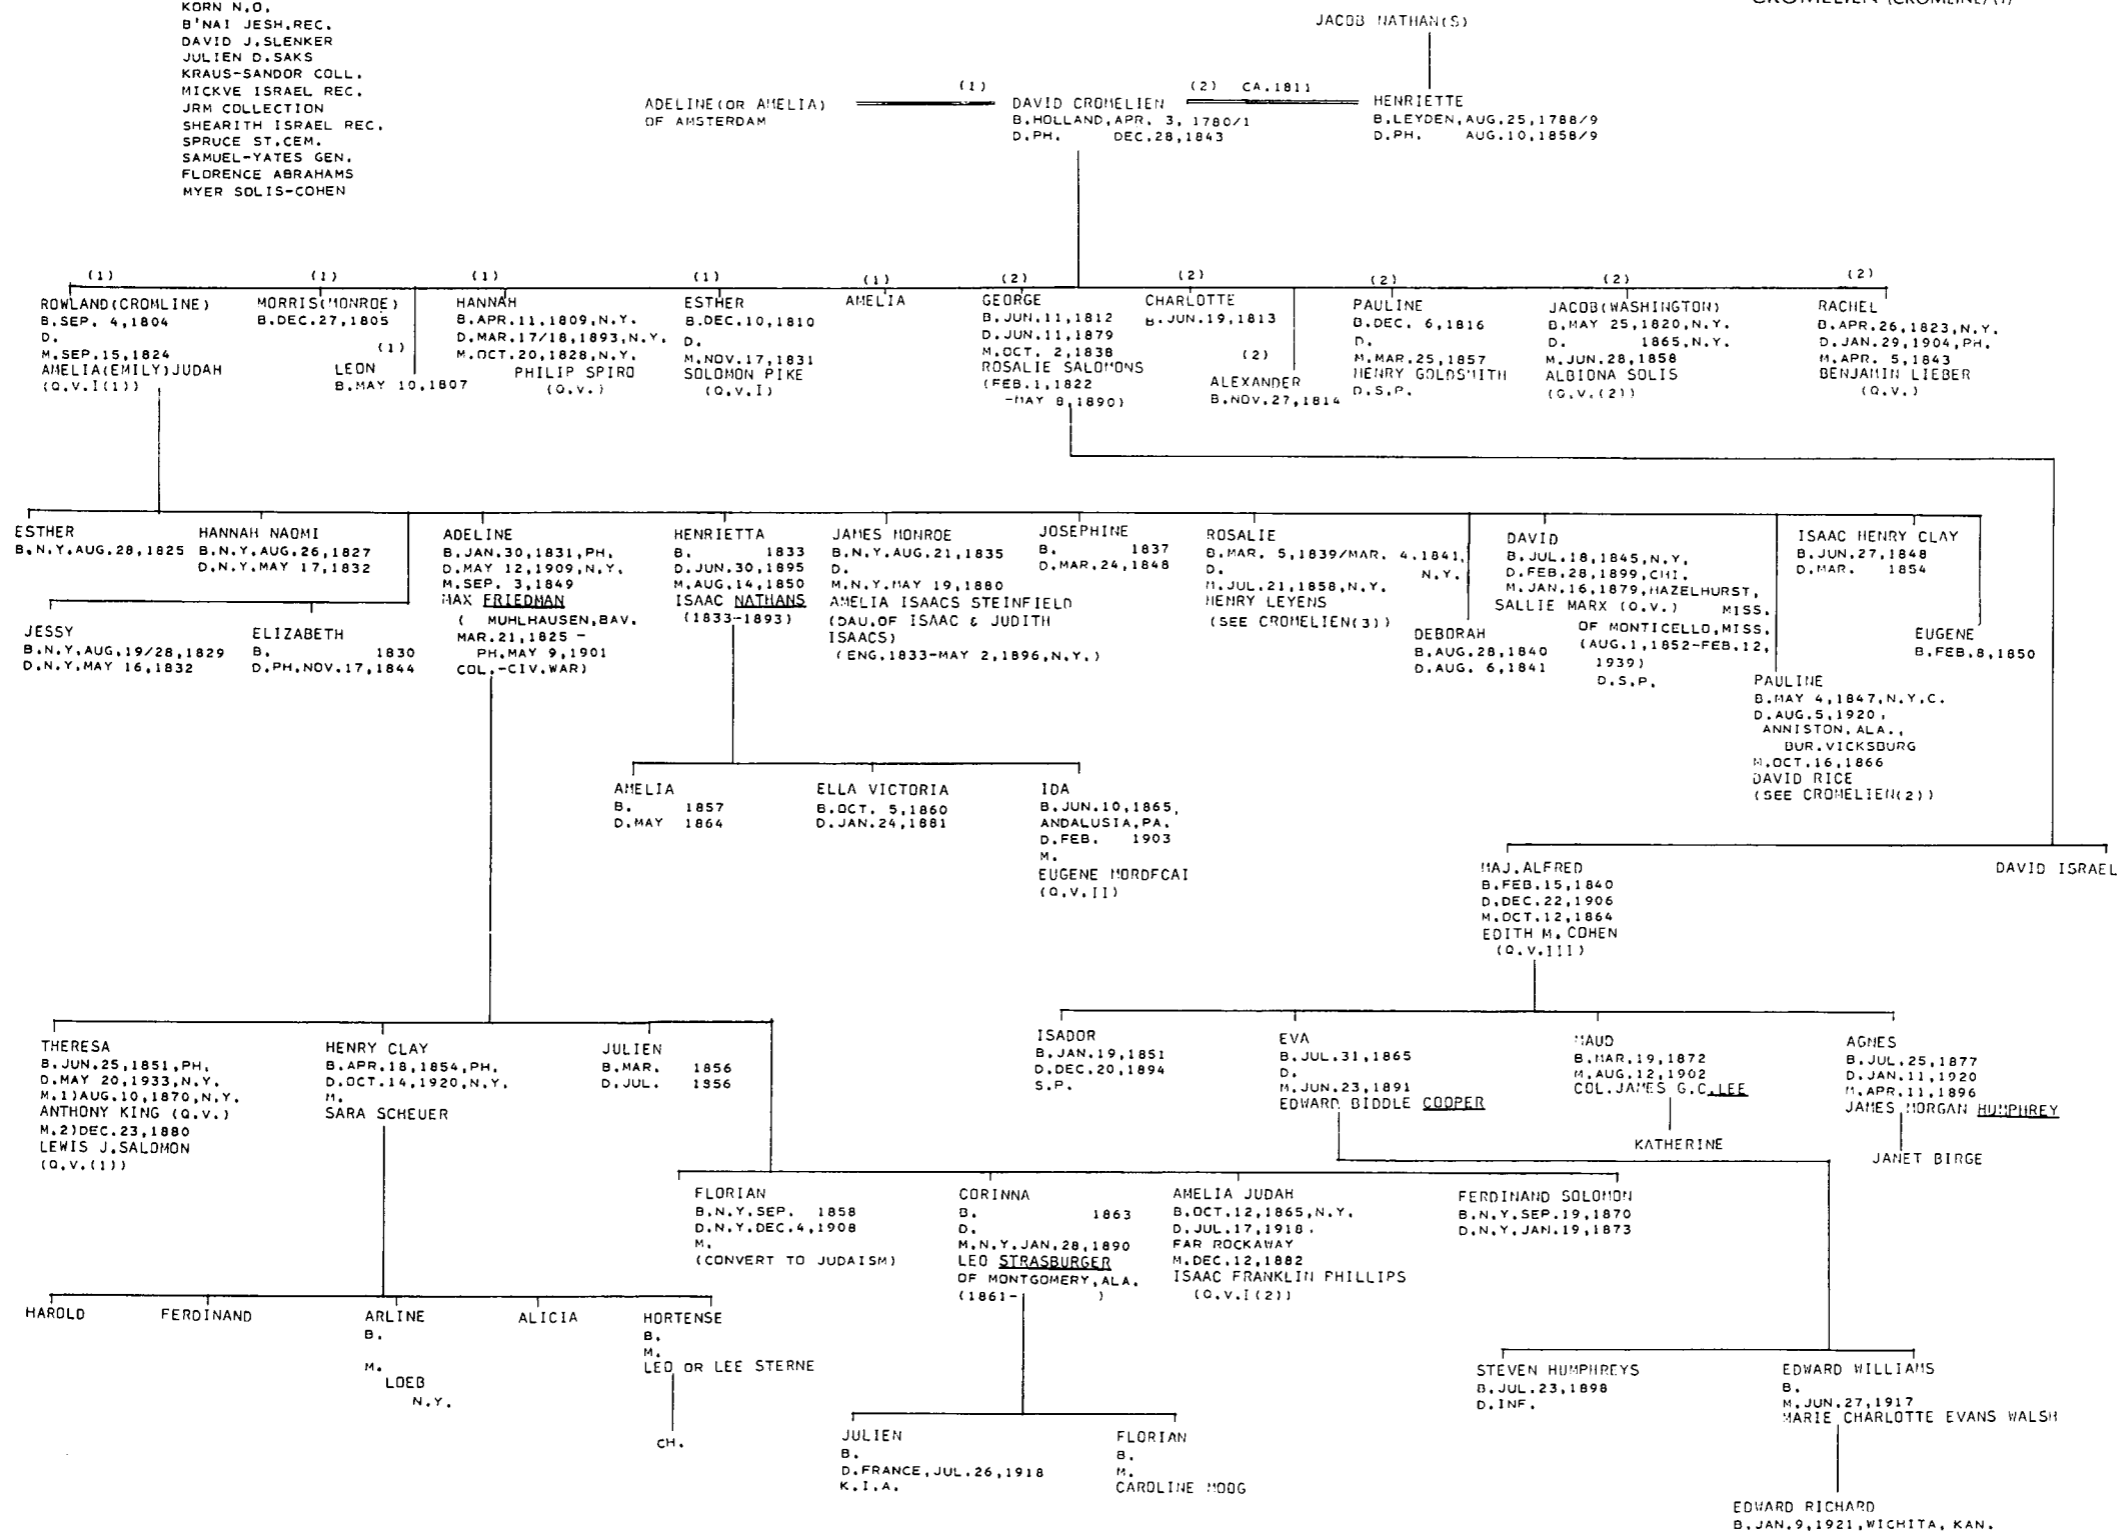 KORN N.O.
B'NAI JESH.REC.
DAVID J.SLENKER
JULIEN D.SAKS
KRAUS-SANDOR COLL.
MICKVE ISRAEL REC.
JRM COLLECTION
SHEARITH ISRAEL REC.
SPRUCE ST.CEM.
SAMUEL-YATES GEN.
FLORENCE ABRAHAMS
MYER SOLIS-COHEN
CROMELIEN (CROMLINE) (1)
JACOB NATHAN(S)
ADELINE(OR AMELIA)
OF AMSTERDAM
(1)
DAVID CROMELIEN
B.HOLLAND,APR. 3, 1780/1
D.PH. DEC.28,1843
(2) CA.1811
HENRIETTE
B.LEYDEN,AUG.25,1788/9
D.PH. AUG.10,1858/9
(1)
ROWLAND(CROMLINE)
B.SEP. 4,1804
D.
M.SEP.15,1824
AMELIA(EMILY)JUDAH
(Q.V.I(1))
(1)
MORRIS(MONROE)
B.DEC.27,1805
(1)
LEON
B.MAY 10,1807
(1)
HANNAH
B.APR.11,1809,N.Y.
D.MAR.17/18,1893,N.Y.
M.OCT.20,1828,N.Y.
PHILIP SPIRO
(Q.V.)
(1)
ESTHER
B.DEC.10,1810
D.
M.NOV.17,1831
SOLOMON PIKE
(Q.V.I)
(1)
AMELIA
(2)
GEORGE
B.JUN.11,1812
D.JUN.11,1879
M.OCT. 2,1838
ROSALIE SALOMONS
(FEB.1,1822
-MAY 8,1890)
(2)
CHARLOTTE
B.JUN.19,1813
(2)
ALEXANDER
B.NOV.27,1814
(2)
PAULINE
B.DEC. 6,1816
D.
M.MAR.25,1857
HENRY GOLDSMITH
D.S.P.
(2)
JACOB(WASHINGTON)
B.MAY 25,1820,N.Y.
D. 1865,N.Y.
M.JUN.28,1858
ALBIONA SOLIS
(Q.V.(2))
(2)
RACHEL
B.APR.26,1823,N.Y.
D.JAN.29,1904,PH.
M.APR. 5,1843
BENJAMIN LIEBER
(Q.V.)
ESTHER
B.N.Y.AUG.28,1825
HANNAH NAOMI
B.N.Y.AUG.26,1827
D.N.Y.MAY 17,1832
JESSY
B.N.Y.AUG.19/28,1829
D.N.Y.MAY 16,1832
ELIZABETH
B. 1830
D.PH.NOV.17,1844
ADELINE
B.JAN.30,1831,PH.
D.MAY 12,1909,N.Y.
M.SEP. 3,1849
MAX FRIEDMAN
( MUHLHAUSEN,BAV.
MAR.21,1825 -
PH.MAY 9,1901
COL.-CIV.WAR)
HENRIETTA
B. 1833
D.JUN.30,1895
M.AUG.14,1850
ISAAC NATHANS
(1833-1893)
JAMES MONROE
B.N.Y.AUG.21,1835
D.
M.N.Y.MAY 19,1880
AMELIA ISAACS STEINFIELD
(DAU.OF ISAAC & JUDITH
ISAACS)
(ENG.1833-MAY 2,1896,N.Y.)
JOSEPHINE
B. 1837
D.MAR.24,1848
ROSALIE
B.MAR. 5,1839/MAR. 4.1841,
D. N.Y.
M.JUL.21,1858,N.Y.
HENRY LEYENS
(SEE CROMELIEN(3))
DEBORAH
B.AUG.28,1840
D.AUG. 6,1841
DAVID
B.JUL.18,1845,N.Y.
D.FEB.28,1899,CHI.
M.JAN.16,1879,HAZELHURST,
SALLIE MARX (Q.V.) MISS.
OF MONTICELLO,MISS.
(AUG.1,1852-FEB.12,
1939)
D.S.P.
PAULINE
B.MAY 4,1847,N.Y.C.
D.AUG.5,1920,
ANNISTON,ALA.,
BUR.VICKSBURG
M.OCT.16,1866
DAVID RICE
(SEE CROMELIEN(2))
ISAAC HENRY CLAY
B.JUN.27,1848
D.MAR. 1854
EUGENE
B.FEB.8,1850
AMELIA
B. 1857
D.MAY 1864
ELLA VICTORIA
B.OCT. 5,1860
D.JAN.24,1881
IDA
B.JUN.10,1865,
ANDALUSIA,PA.
D.FEB. 1903
M.
EUGENE MORDECAI
(Q.V.II)
MAJ.ALFRED
B.FEB.15,1840
D.DEC.22,1906
M.OCT.12,1864
EDITH M.COHEN
(Q.V.III)
DAVID ISRAEL
THERESA
B.JUN.25,1851,PH.
D.MAY 20,1933,N.Y.
M.1)AUG.10,1870,N.Y.
ANTHONY KING (Q.V.)
M.2)DEC.23,1880
LEWIS J.SALOMON
(Q.V.(1))
HENRY CLAY
B.APR.18,1854,PH.
D.OCT.14,1920,N.Y.
M.
SARA SCHEUER
JULIEN
B.MAR. 1856
D.JUL. 1856
ISADOR
B.JAN.19,1851
D.DEC.20,1894
S.P.
EVA
B.JUL.31,1865
D.
M.JUN.23,1891
EDWARD BIDDLE COOPER
MAUD
B.MAR.19,1872
M.AUG.12,1902
COL.JAMES G.C.LEE
KATHERINE
AGNES
B.JUL.25,1877
D.JAN.11,1920
M.APR.11,1896
JAMES MORGAN HUMPHREY
JANET BIRGE
FLORIAN
B.N.Y.SEP. 1858
D.N.Y.DEC.4,1908
M.
(CONVERT TO JUDAISM)
CORINNA
B. 1863
D.
M.N.Y.JAN.28,1890
LEO STRASBURGER
OF MONTGOMERY,ALA.
(1861- )
AMELIA JUDAH
B.OCT.12,1865,N.Y.
D.JUL.17,1918.
FAR ROCKAWAY
M.DEC.12,1882
ISAAC FRANKLIN PHILLIPS
(Q.V.I(2))
FERDINAND SOLOMON
B.N.Y.SEP.19,1870
D.N.Y.JAN.19,1873
HAROLD
FERDINAND
ARLINE
B.
M.
LOEB
N.Y.
ALICIA
HORTENSE
B.
M.
LEO OR LEE STERNE
CH.
JULIEN
B.
D.FRANCE,JUL.26,1918
K.I.A.
FLORIAN
B.
M.
CAROLINE MOOG
STEVEN HUMPHREYS
B.JUL.23,1898
D.INF.
EDWARD WILLIAMS
B.
M.JUN.27,1917
MARIE CHARLOTTE EVANS WALSH
EDWARD RICHARD
B.JAN.9,1921,WICHITA, KAN.